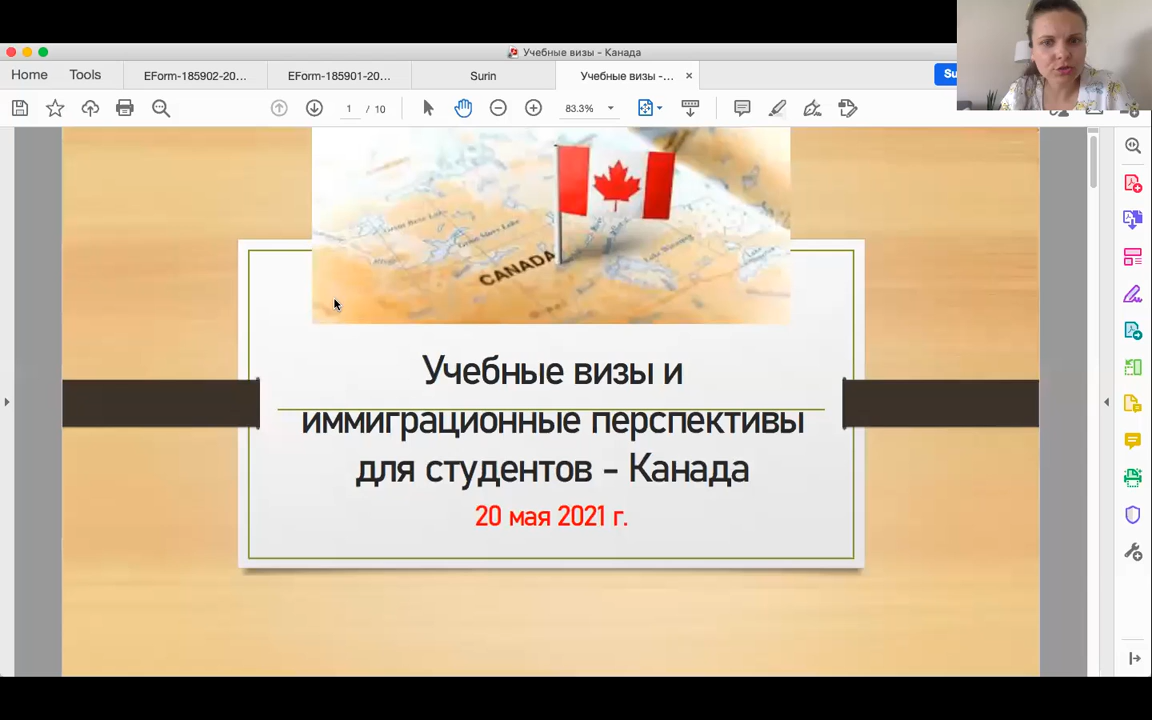 Учебные визы - Канада
Home
Tools
EForm-185902-20...
EForm-185901-20...
Surin
Учебные визы -...
1 / 10
83.3%
CANADA
Учебные визы и
иммиграционные перспективы
для студентов - Канада
20 мая 2021 г.